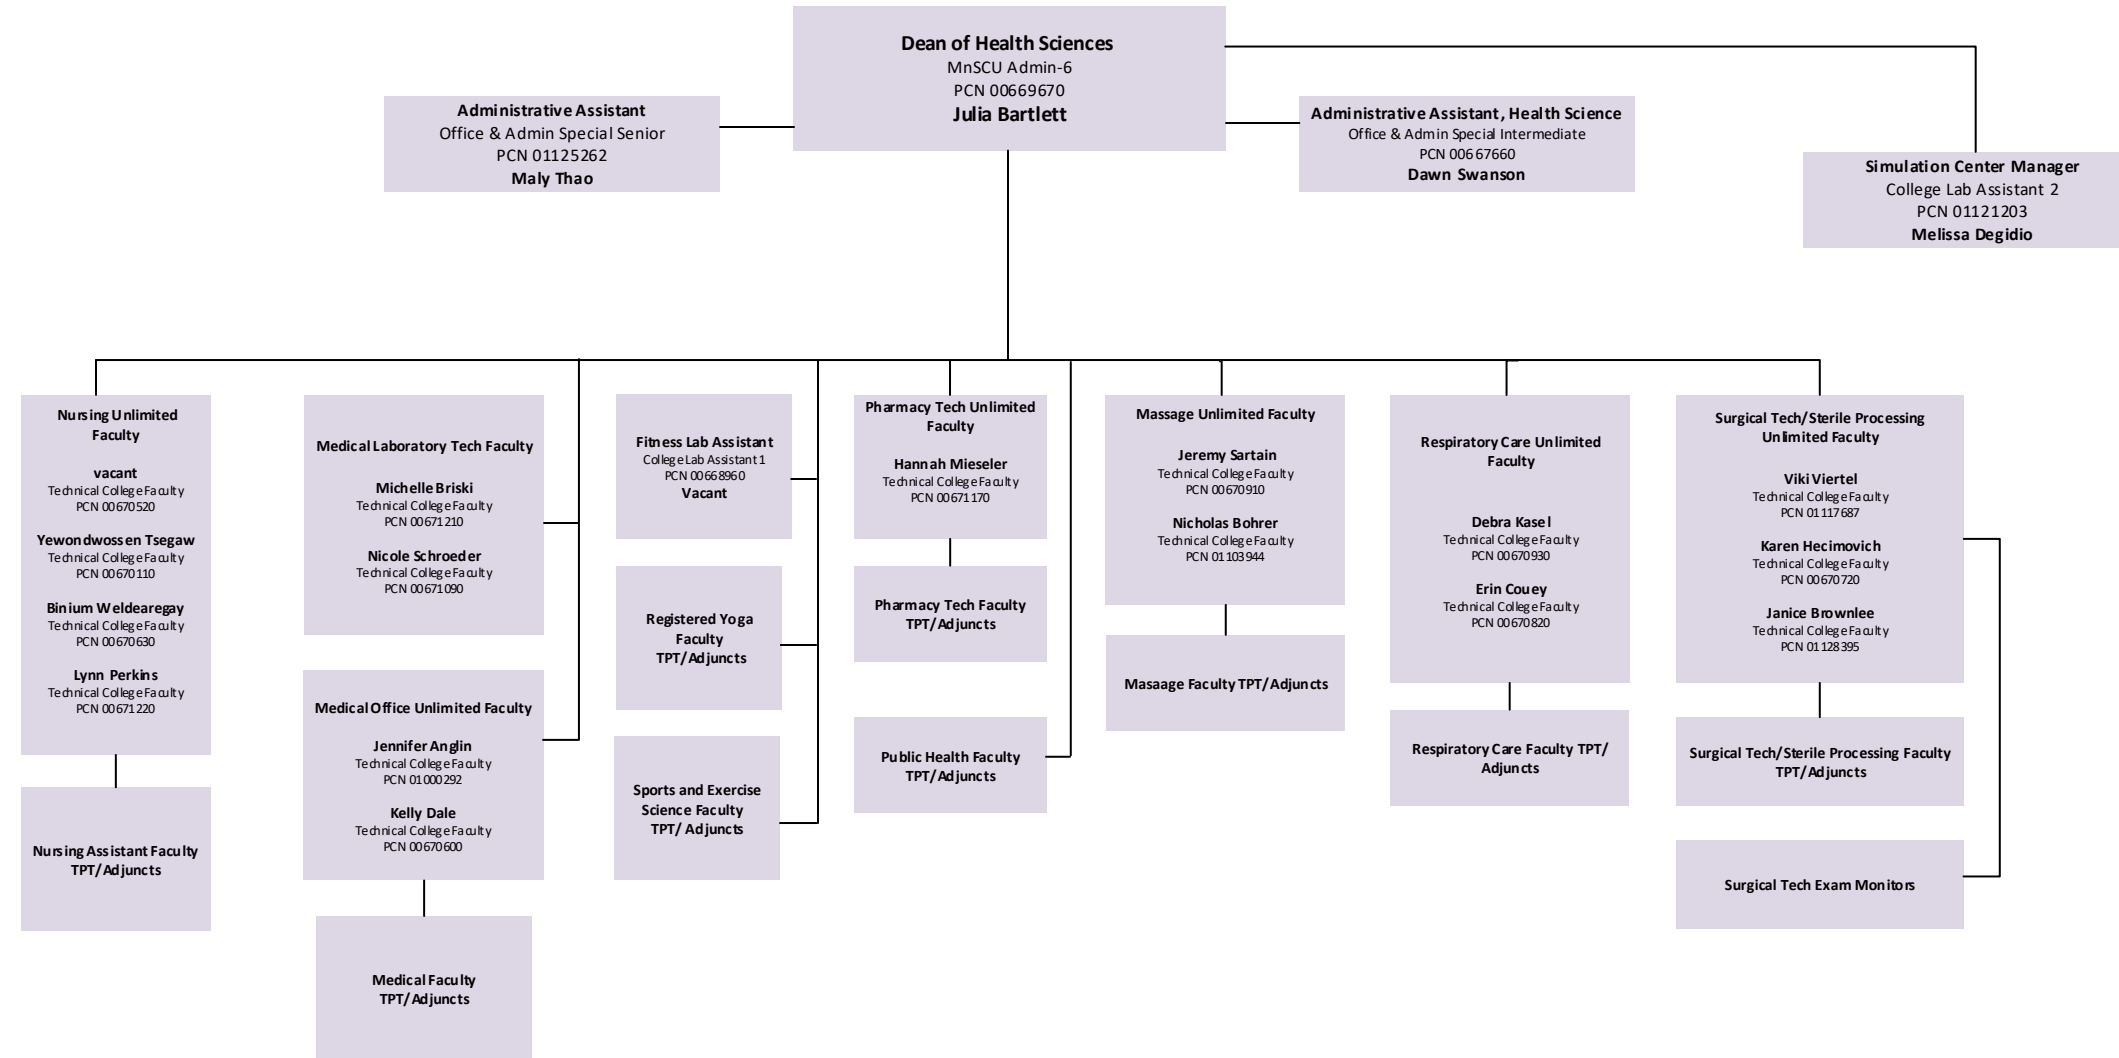 Dean of Health Sciences
MnSCU Admin-6
PCN 00669670
Julia Bartlett
Administrative Assistant
Office & Admin Special Senior
PCN 01125262
Maly Thao
Administrative Assistant, Health Science
Office & Admin Special Intermediate
PCN 00667660
Dawn Swanson
Simulation Center Manager
College Lab Assistant 2
PCN 01121203
Melissa Degidio
Nursing Unlimited
Faculty
vacant
Technical College Faculty
PCN 00670520
Yewondwossen Tsegaw
Technical College Faculty
PCN 00670110
Binium Weldearegay
Technical College Faculty
PCN 00670630
Lynn Perkins
Technical College Faculty
PCN 00671220
Nursing Assistant Faculty
TPT/Adjuncts
Medical Laboratory Tech Faculty
Michelle Briski
Technical College Faculty
PCN 00671210
Nicole Schroeder
Technical College Faculty
PCN 00671090
Medical Office Unlimited Faculty
Jennifer Anglin
Technical College Faculty
PCN 01000292
Kelly Dale
Technical College Faculty
PCN 00670600
Medical Faculty
TPT/Adjuncts
Fitness Lab Assistant
College Lab Assistant 1
PCN 00668960
Vacant
Registered Yoga
Faculty
TPT/Adjuncts
Sports and Exercise
Science Faculty
TPT/ Adjuncts
Pharmacy Tech Unlimited
Faculty
Hannah Mieseler
Technical College Faculty
PCN 00671170
Pharmacy Tech Faculty
TPT/Adjuncts
Public Health Faculty
TPT/Adjuncts
Massage Unlimited Faculty
Jeremy Sartain
Technical College Faculty
PCN 00670910
Nicholas Bohrer
Technical College Faculty
PCN 01103944
Masaage Faculty TPT/Adjuncts
Respiratory Care Unlimited
Faculty
Debra Kasel
Technical College Faculty
PCN 00670930
Erin Couey
Technical College Faculty
PCN 00670820
Respiratory Care Faculty TPT/
Adjuncts
Surgical Tech/Sterile Processing
Unlimited Faculty
Viki Viertel
Technical College Faculty
PCN 01117687
Karen Hecimovich
Technical College Faculty
PCN 00670720
Janice Brownlee
Technical College Faculty
PCN 01128395
Surgical Tech/Sterile Processing Faculty
TPT/Adjuncts
Surgical Tech Exam Monitors